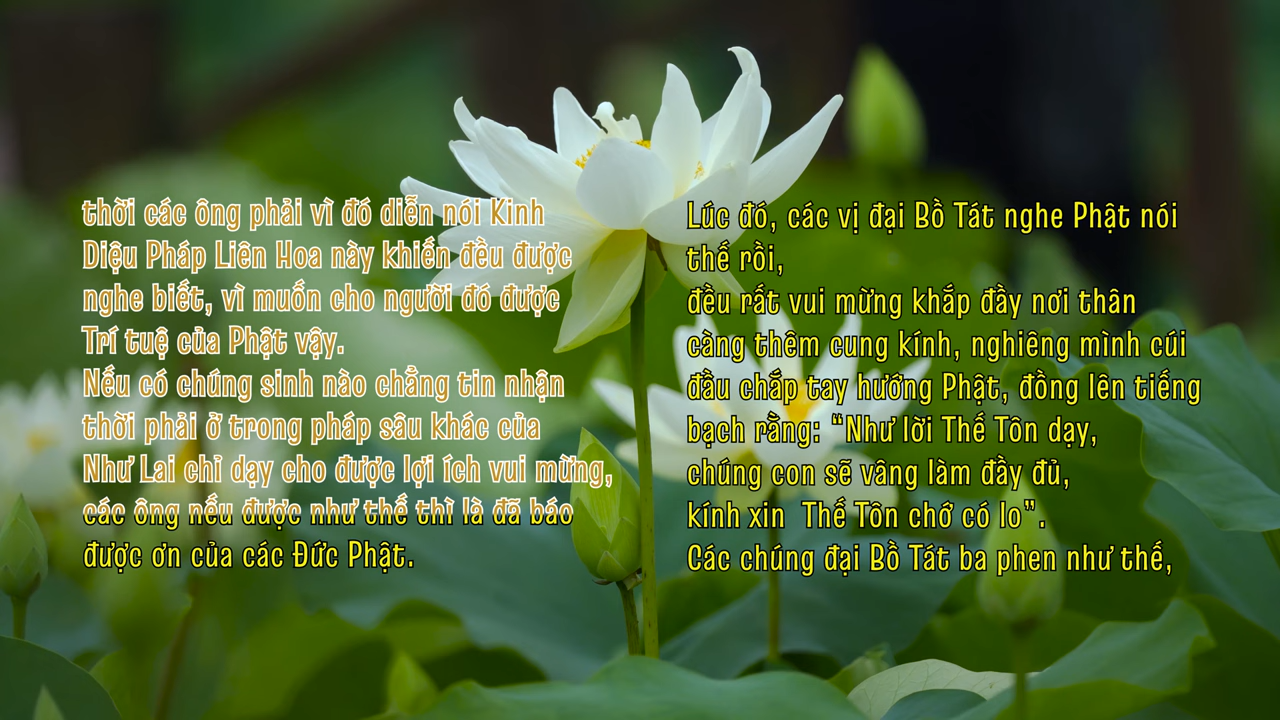 thời các ông phải vì đó diễn nói Kinh
Diệu Pháp Liên Hoa này khiến đều được
nghe biết, vì muốn cho người đó được
Trí tuệ của Phật vậy.
Nếu có chúng sinh nào chẳng tin nhận
thời phải ở trong pháp sâu khác của
Như Lai chỉ dạy cho được lợi ích vui mừng,
các ông nếu được như thế thì là đã báo
được ơn của các Đức Phật.
Lúc đó, các vị đại Bồ Tát nghe Phật nói
thế rồi,
đều rất vui mừng khắp đầy nơi thân
càng thêm cung kính, nghiêng mình cúi
đầu chắp tay hướng Phật, đồng lên tiếng
bạch rằng: “Như lời Thế Tôn dạy,
chúng con sẽ vâng làm đầy đủ,
kính xin  Thế Tôn chớ có lo”.
Các chúng đại Bồ Tát ba phen như thế,